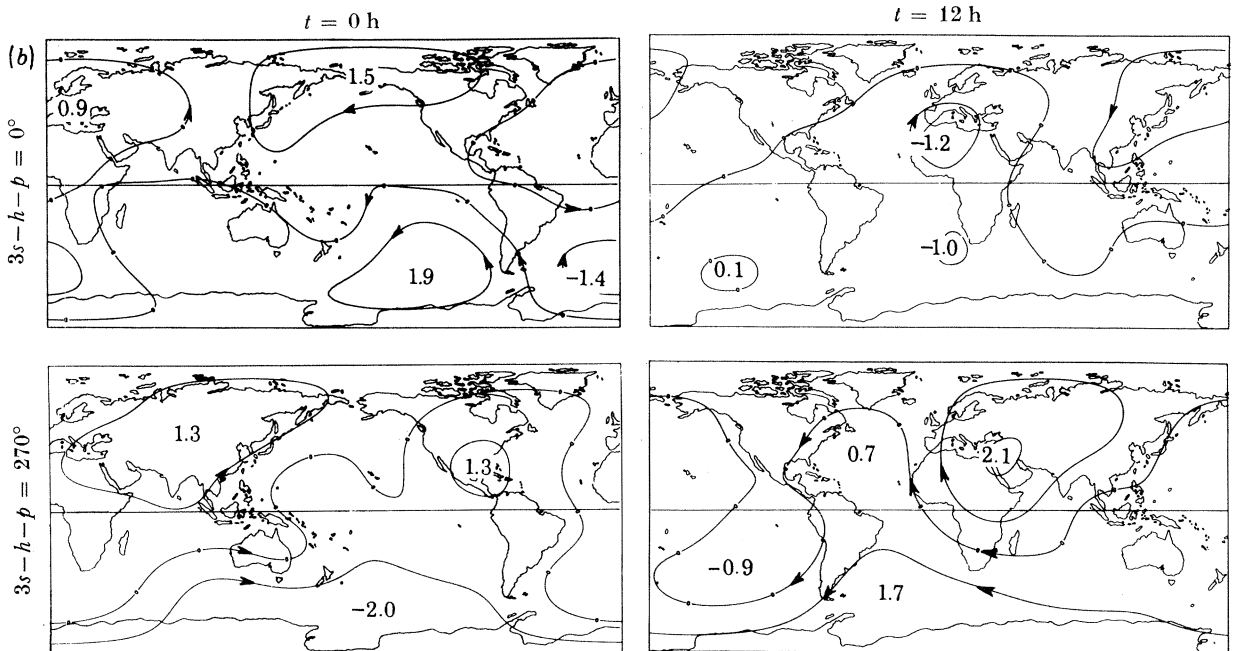 t = 0 h
t = 12 h
(b)
3s-h-p = 0°
0.9
1.5
1.9
-1.4
-1.2
-1.0
0.1
3s-h-p = 270°
1.3
1.3
-2.0
0.7
2.1
-0.9
1.7